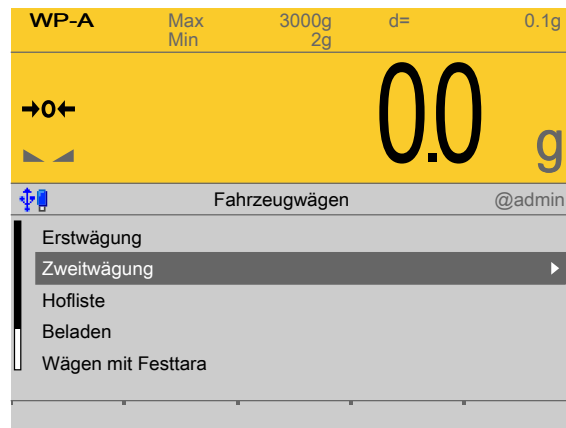 WP-A Max 3000g d= 0.1g
Min 2g
→0← 0.0 g
Fahrzeugwägen @admin
Erstwägung
Zweitwägung
Hofliste
Beladen
Wägen mit Festtara